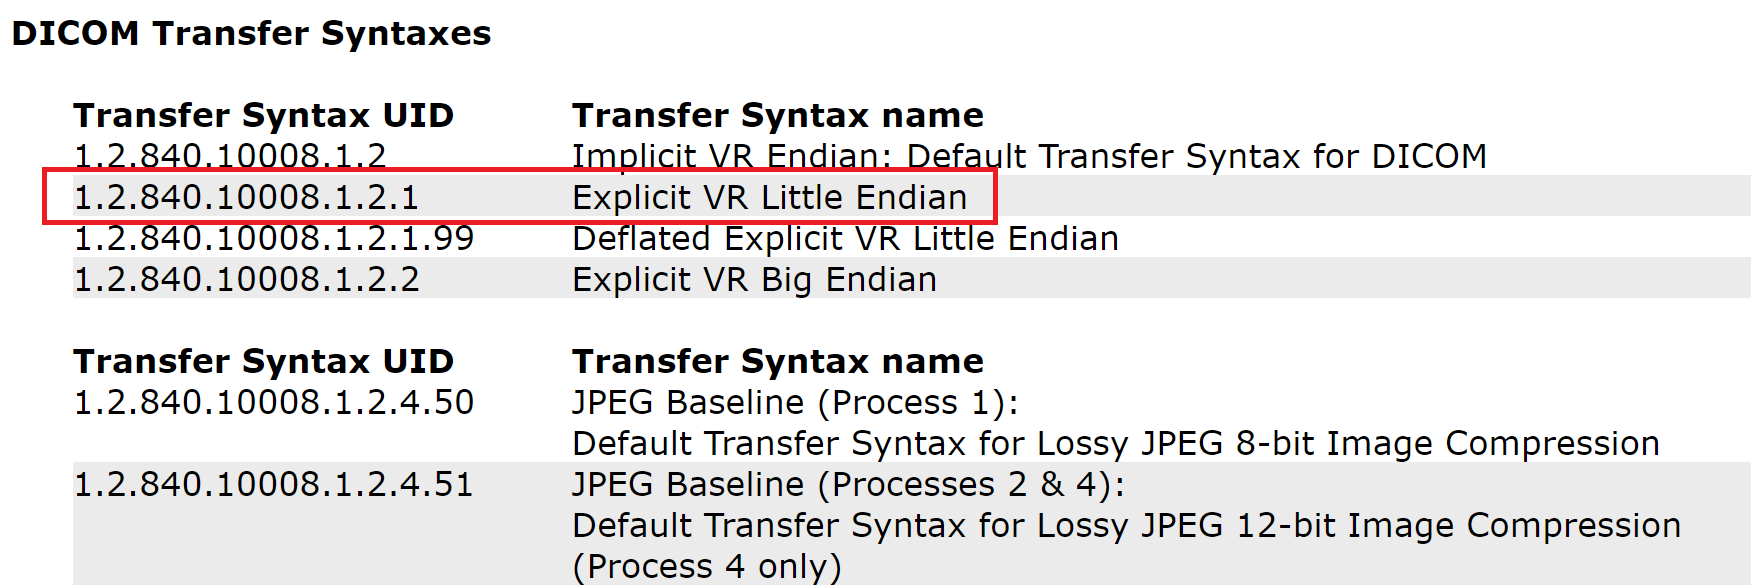 DICOM Transfer Syntaxes
Transfer Syntax UID Transfer Syntax name
1.2.840.10008.1.2 Implicit VR Endian: Default Transfer Syntax for DICOM
1.2.840.10008.1.2.1 Explicit VR Little Endian
1.2.840.10008.1.2.1.99 Deflated Explicit VR Little Endian
1.2.840.10008.1.2.2 Explicit VR Big Endian
Transfer Syntax UID Transfer Syntax name
1.2.840.10008.1.2.4.50 JPEG Baseline (Process 1):
Default Transfer Syntax for Lossy JPEG 8-bit Image Compression
1.2.840.10008.1.2.4.51 JPEG Baseline (Processes 2 & 4):
Default Transfer Syntax for Lossy JPEG 12-bit Image Compression
(Process 4 only)